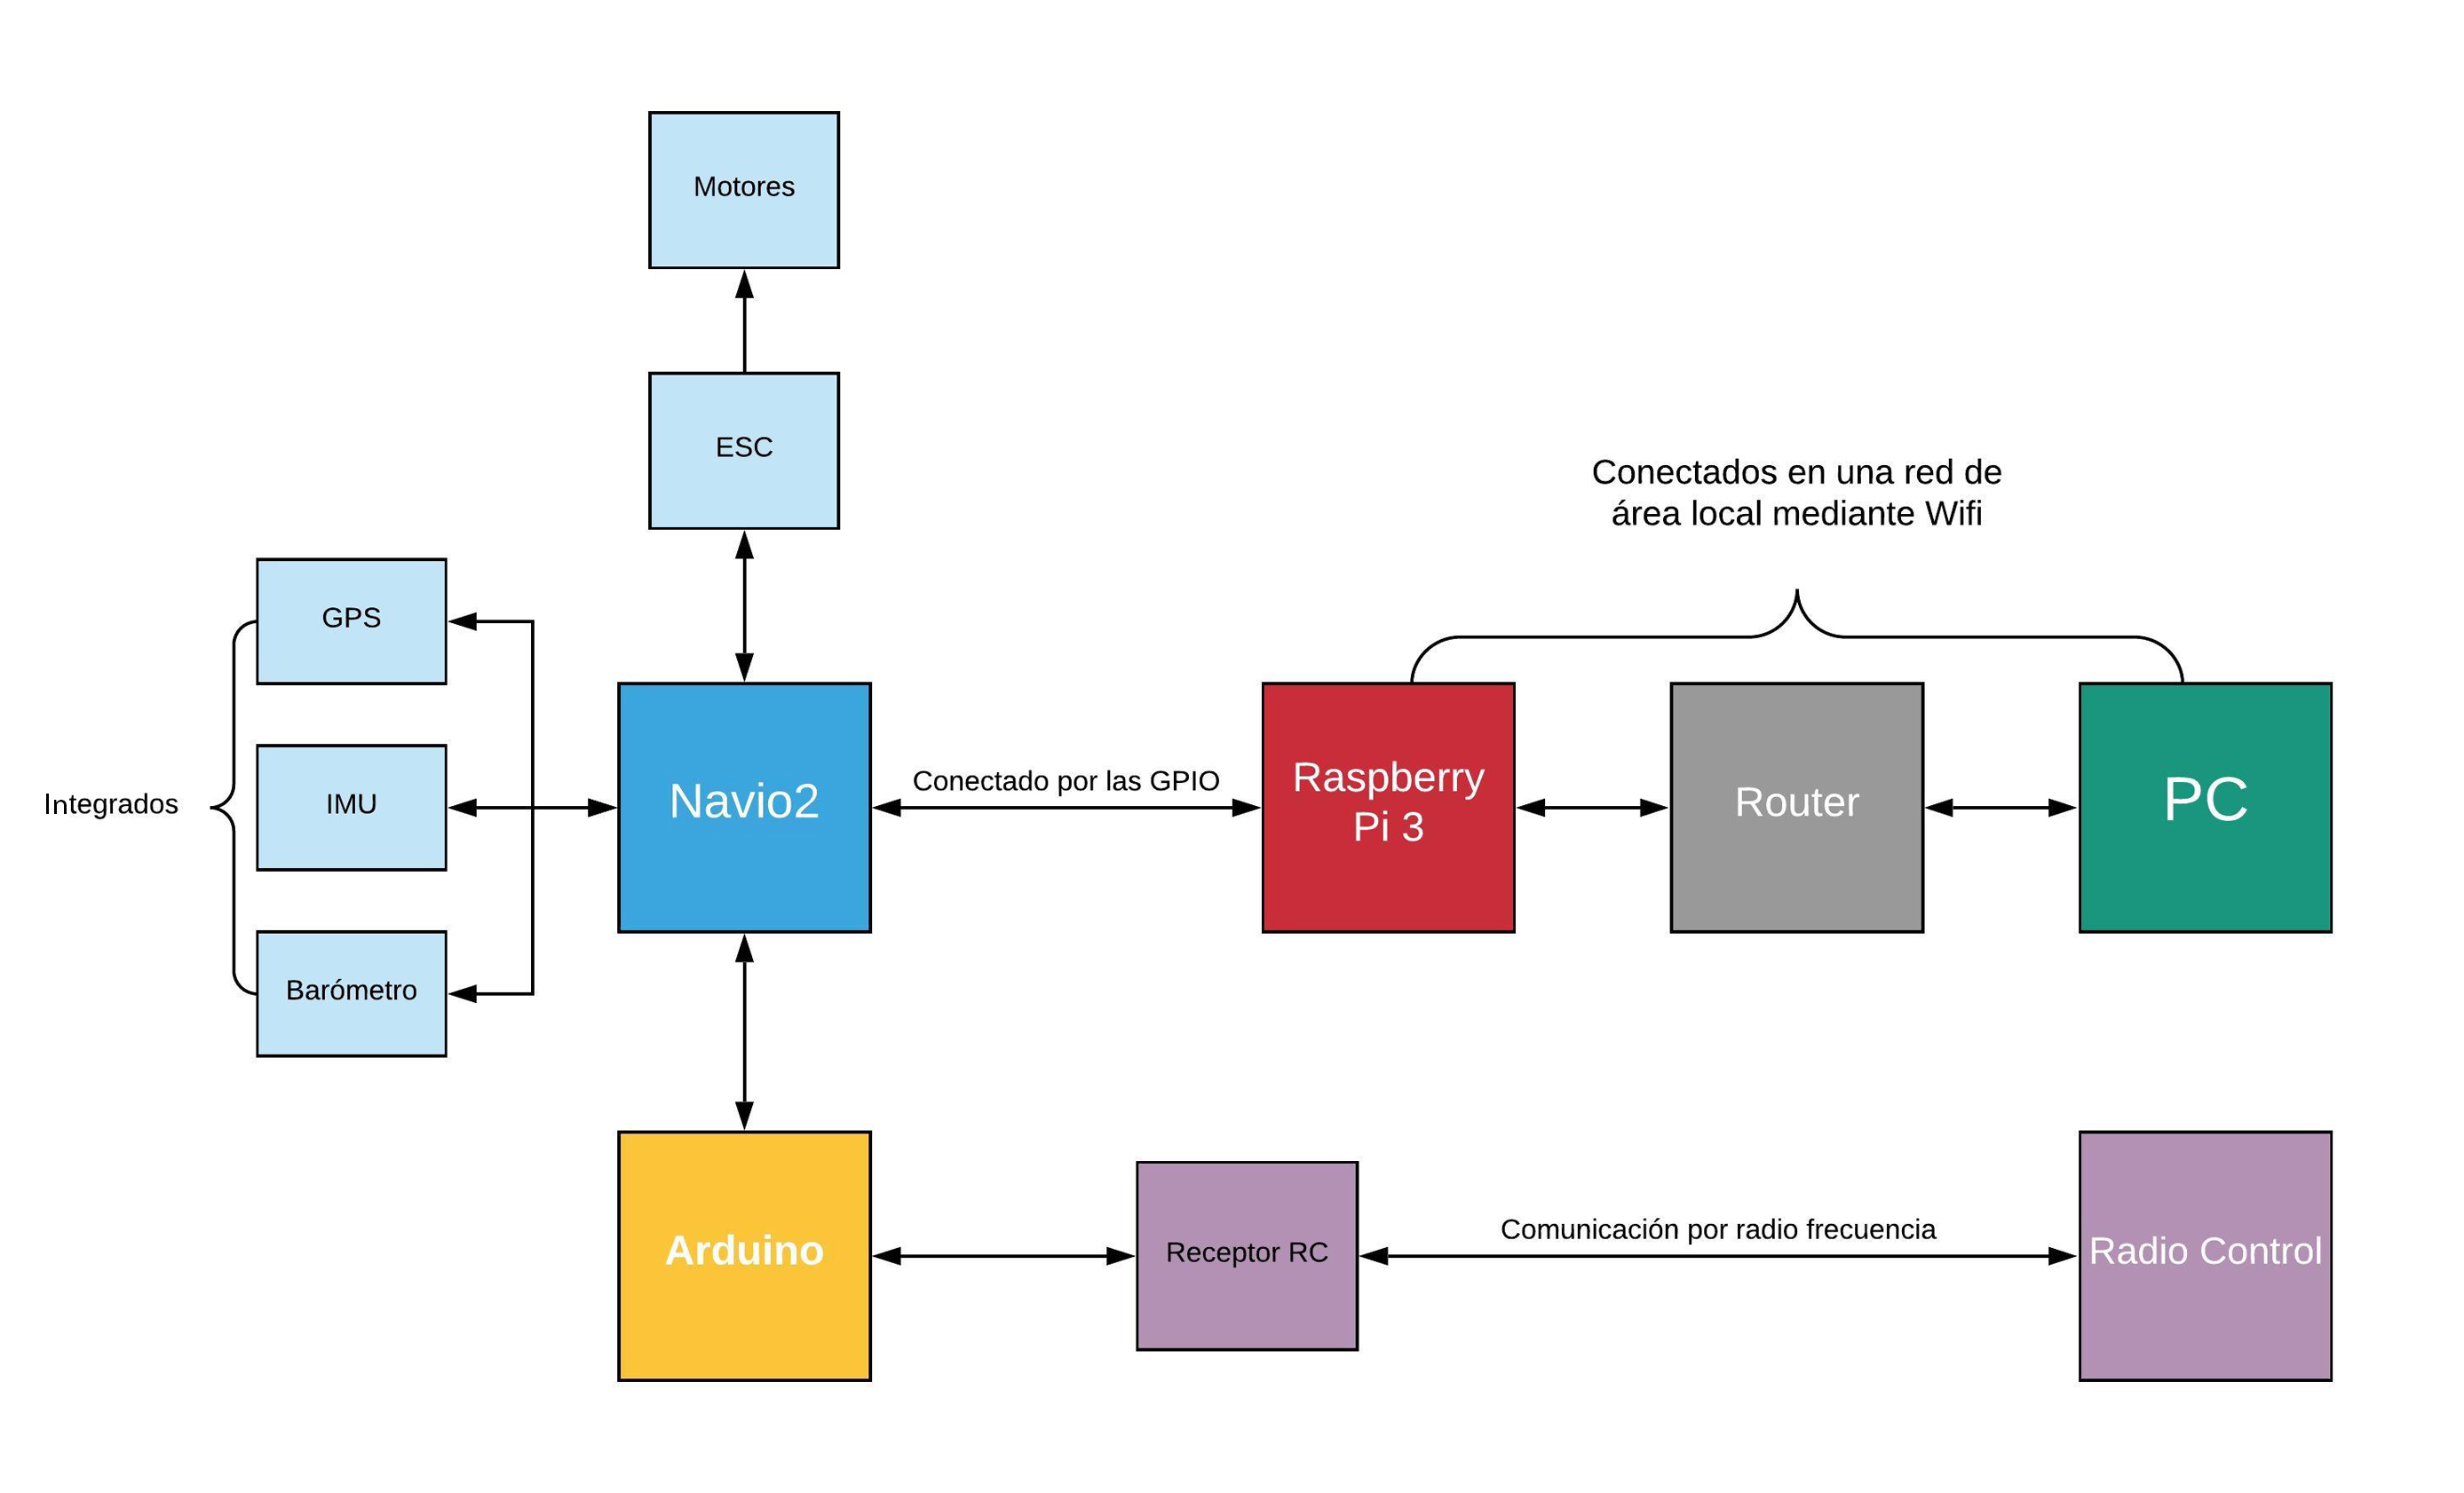 Motores
ESC
Conectados en una red de
área local mediante Wifi
GPS
Integrados
IMU
Barómetro
Navio2
Conectado por las GPIO
Raspberry
Pi 3
Router
PC
Arduino
Receptor RC
Comunicación por radio frecuencia
Radio Control